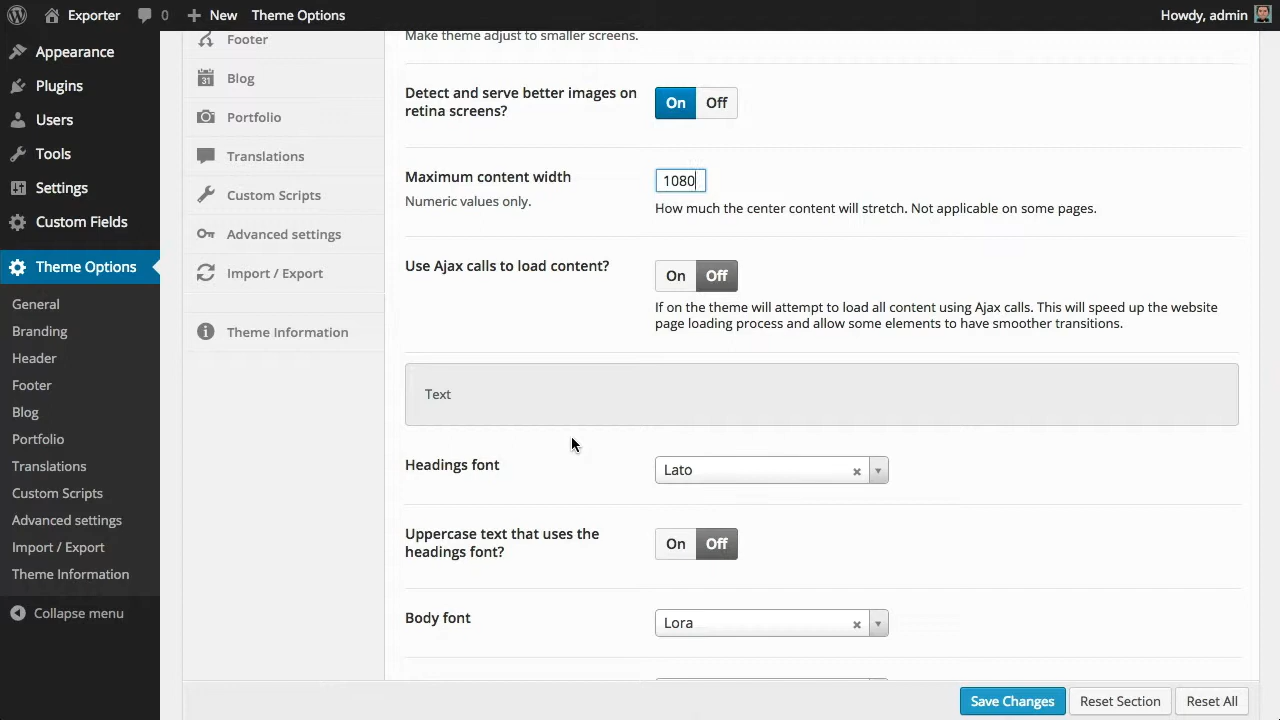 Exporter 0 New Theme Options Howdy, admin
Appearance
Plugins
Users
Tools
Settings
Custom Fields
Theme Options
General
Branding
Header
Footer
Blog
Portfolio
Translations
Custom Scripts
Advanced settings
Import / Export
Theme Information
Collapse menu
Footer
31 Blog
Portfolio
Translations
Custom Scripts
Advanced settings
Import / Export
Theme Information
Make theme adjust to smaller screens.
Detect and serve better images on
retina screens?
On Off
Maximum content width
Numeric values only.
1080
How much the center content will stretch. Not applicable on some pages.
Use Ajax calls to load content?
On Off
If on the theme will attempt to load all content using Ajax calls. This will speed up the website
page loading process and allow some elements to have smoother transitions.
Text
Headings font
Lato
Uppercase text that uses the
headings font?
On Off
Body font
Lora
Save Changes Reset Section Reset All